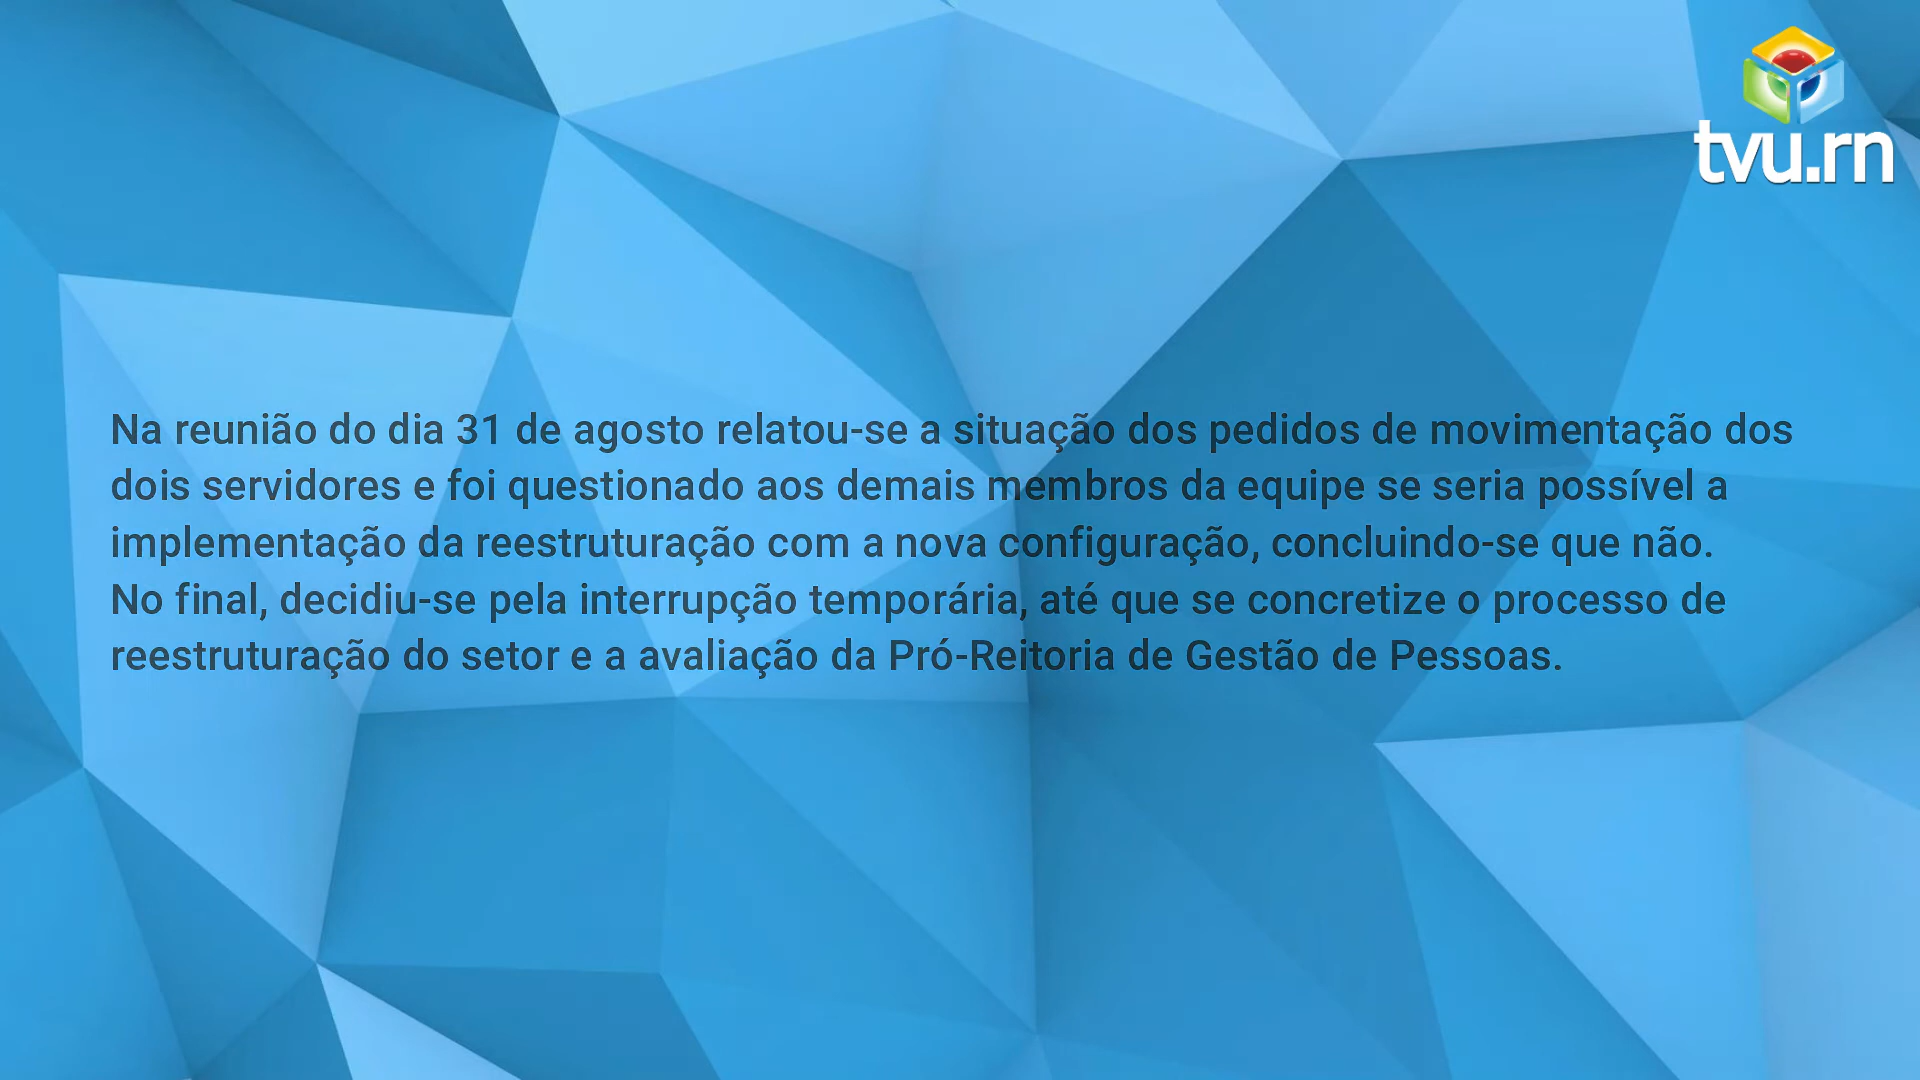 tvu.rn
Na reunião do dia 31 de agosto relatou-se a situação dos pedidos de movimentação dos
dois servidores e foi questionado aos demais membros da equipe se seria possível a
implementação da reestruturação com a nova configuração, concluindo-se que não.
No final, decidiu-se pela interrupção temporária, até que se concretize o processo de
reestruturação do setor e a avaliação da Pró-Reitoria de Gestão de Pessoas.